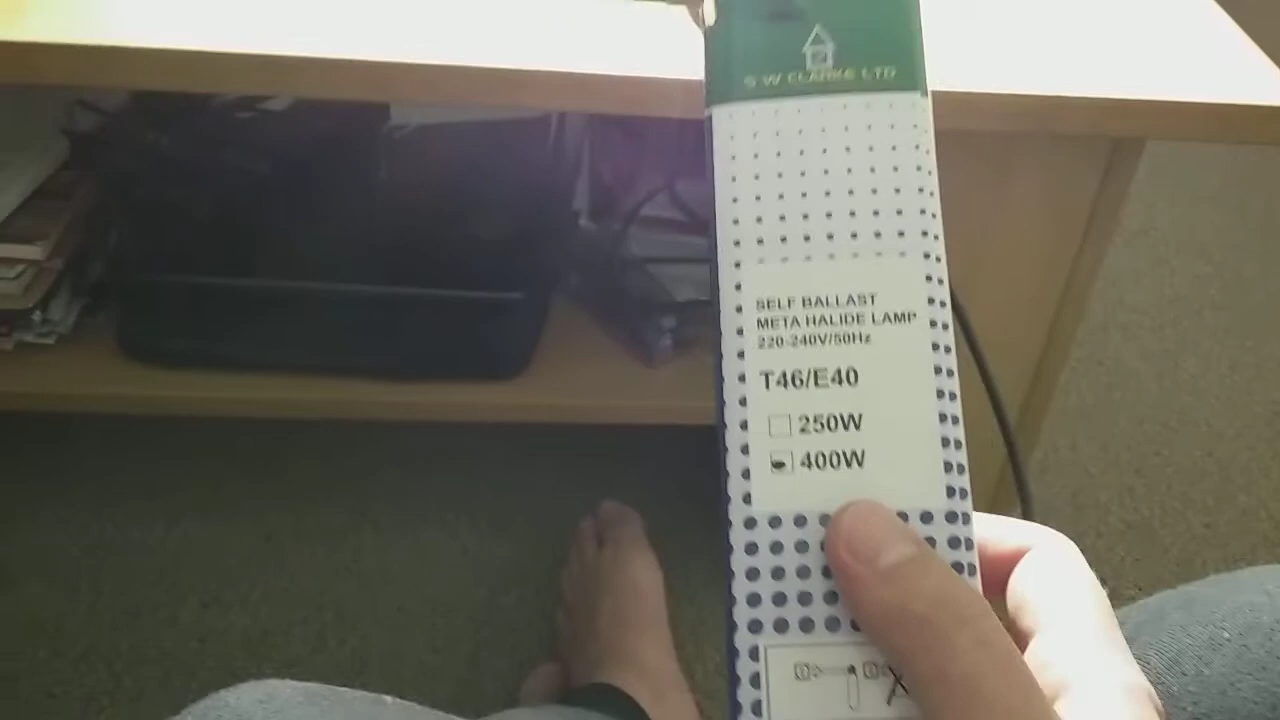 S W CLARKE LTD
SELF BALLAST
META HALIDE LAMP
220-240V/50Hz
T46/E40
250W
400W